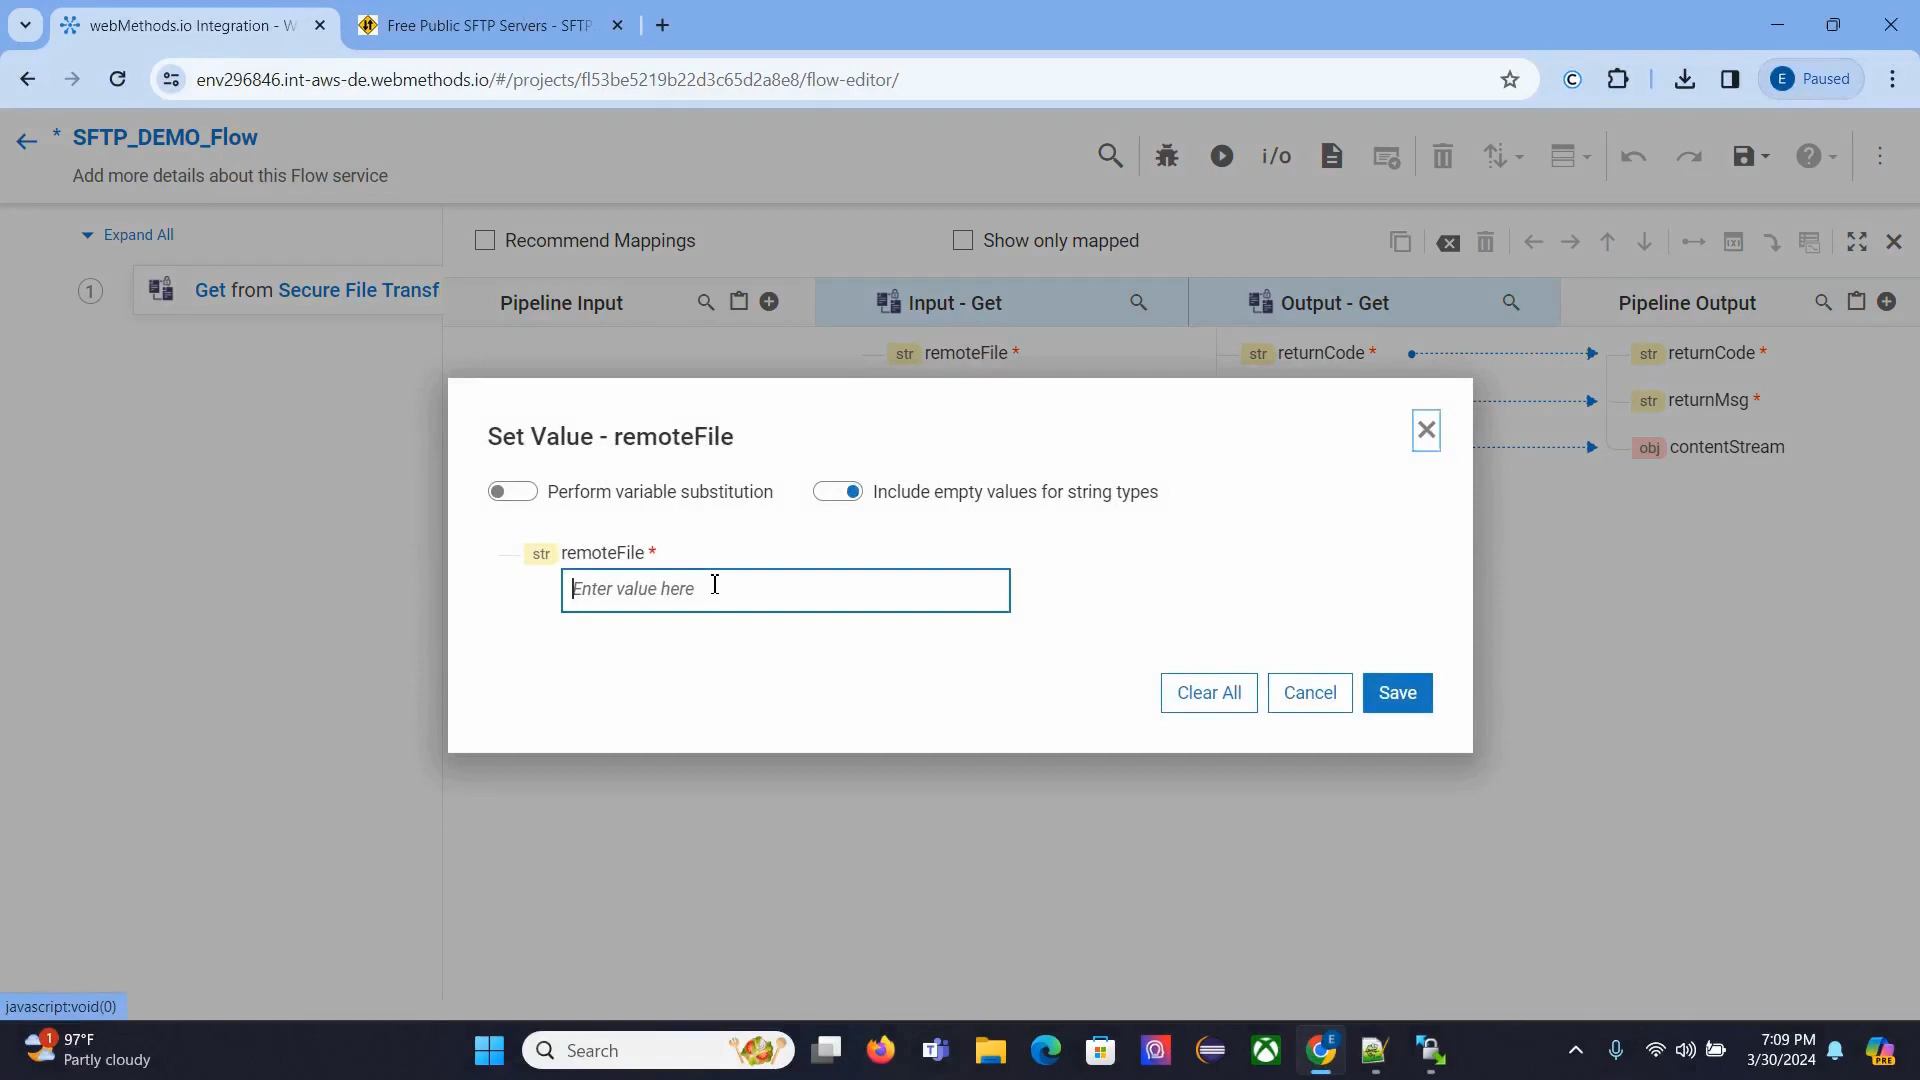 webMethods.io Integration - W
Free Public SFTP Servers - SFTP
env296846.int-aws-de.webmethods.io/#/projects/fl53be5219b22d3c65d2a8e8/flow-editor/
E Paused
* SFTP_DEMO_Flow
Add more details about this Flow service
i/o
Expand All
Recommend Mappings
Show only mapped
1
Get from Secure File Transf
Pipeline Input
Input - Get
Output - Get
Pipeline Output
str remoteFile *
str returnCode *
str returnCode *
str returnMsg *
obj contentStream
Set Value - remoteFile
Perform variable substitution
Include empty values for string types
str remoteFile *
Enter value here
Clear All
Cancel
Save
javascript:void(0)
1
97°F
Partly cloudy
Search
E
7:09 PM
3/30/2024
PRE